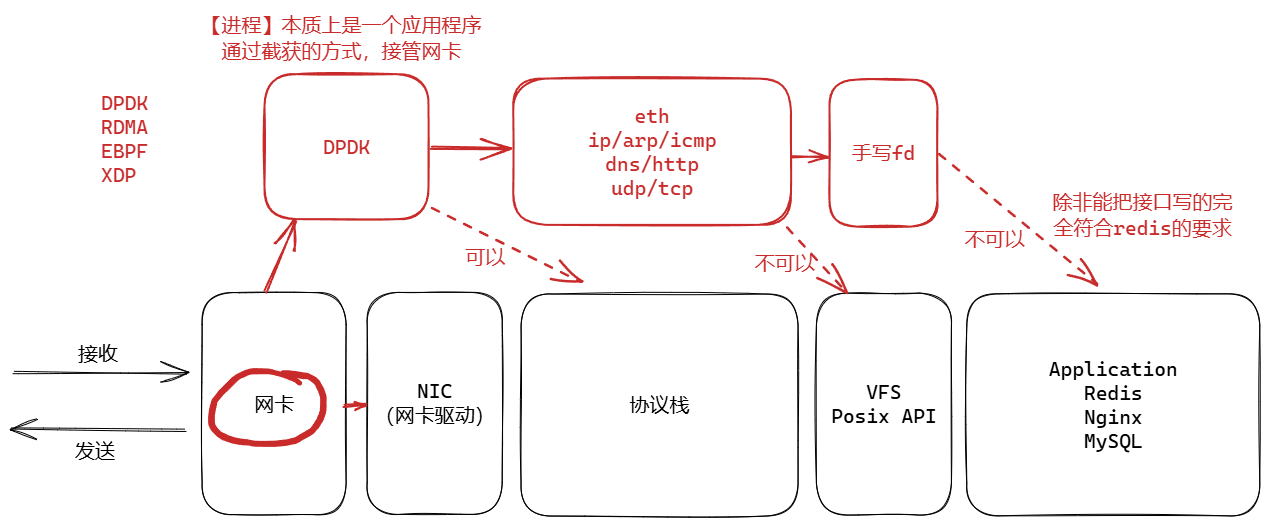 【进程】本质上是一个应用程序
通过截获的方式，接管网卡
DPDK
RDMA
EBPF
XDP
DPDK
eth
ip/arp/icmp
dns/http
udp/tcp
手写fd
除非能把接口写的完
全符合redis的要求
可以
不可以
不可以
接收
发送
网卡
NIC
(网卡驱动)
协议栈
VFS
Posix API
Application
Redis
Nginx
MySQL